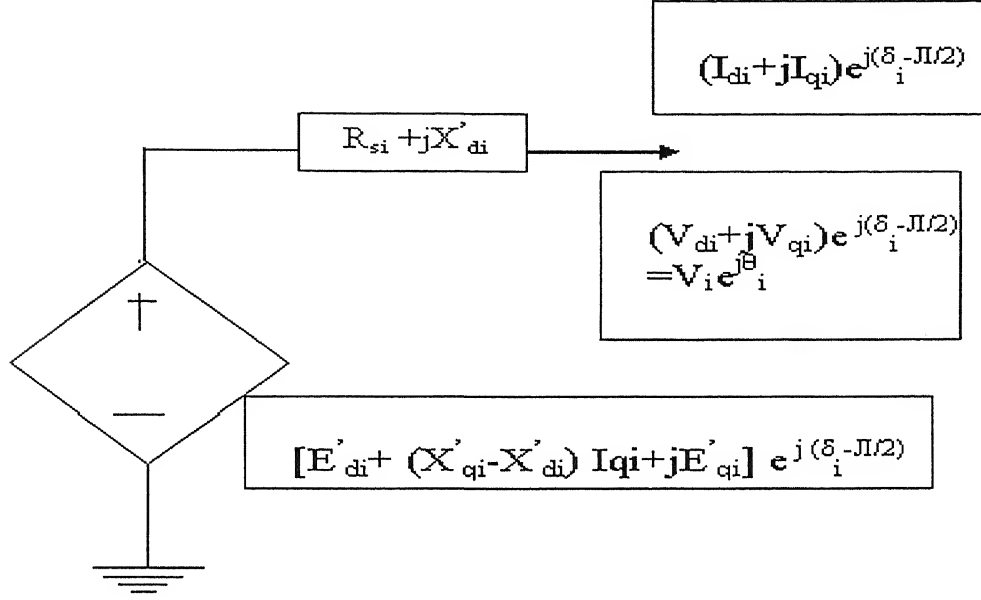 (I_di+jI_qi)e^j(δ_i-Π/2)
R_si +jX'_di
(V_di+jV_qi)e^j(δ_i-Π/2)
=V_i e^jθ_i
+
—
[E'_di+ (X'_qi-X'_di) Iqi+jE'_qi] e^j (δ_i-Π/2)